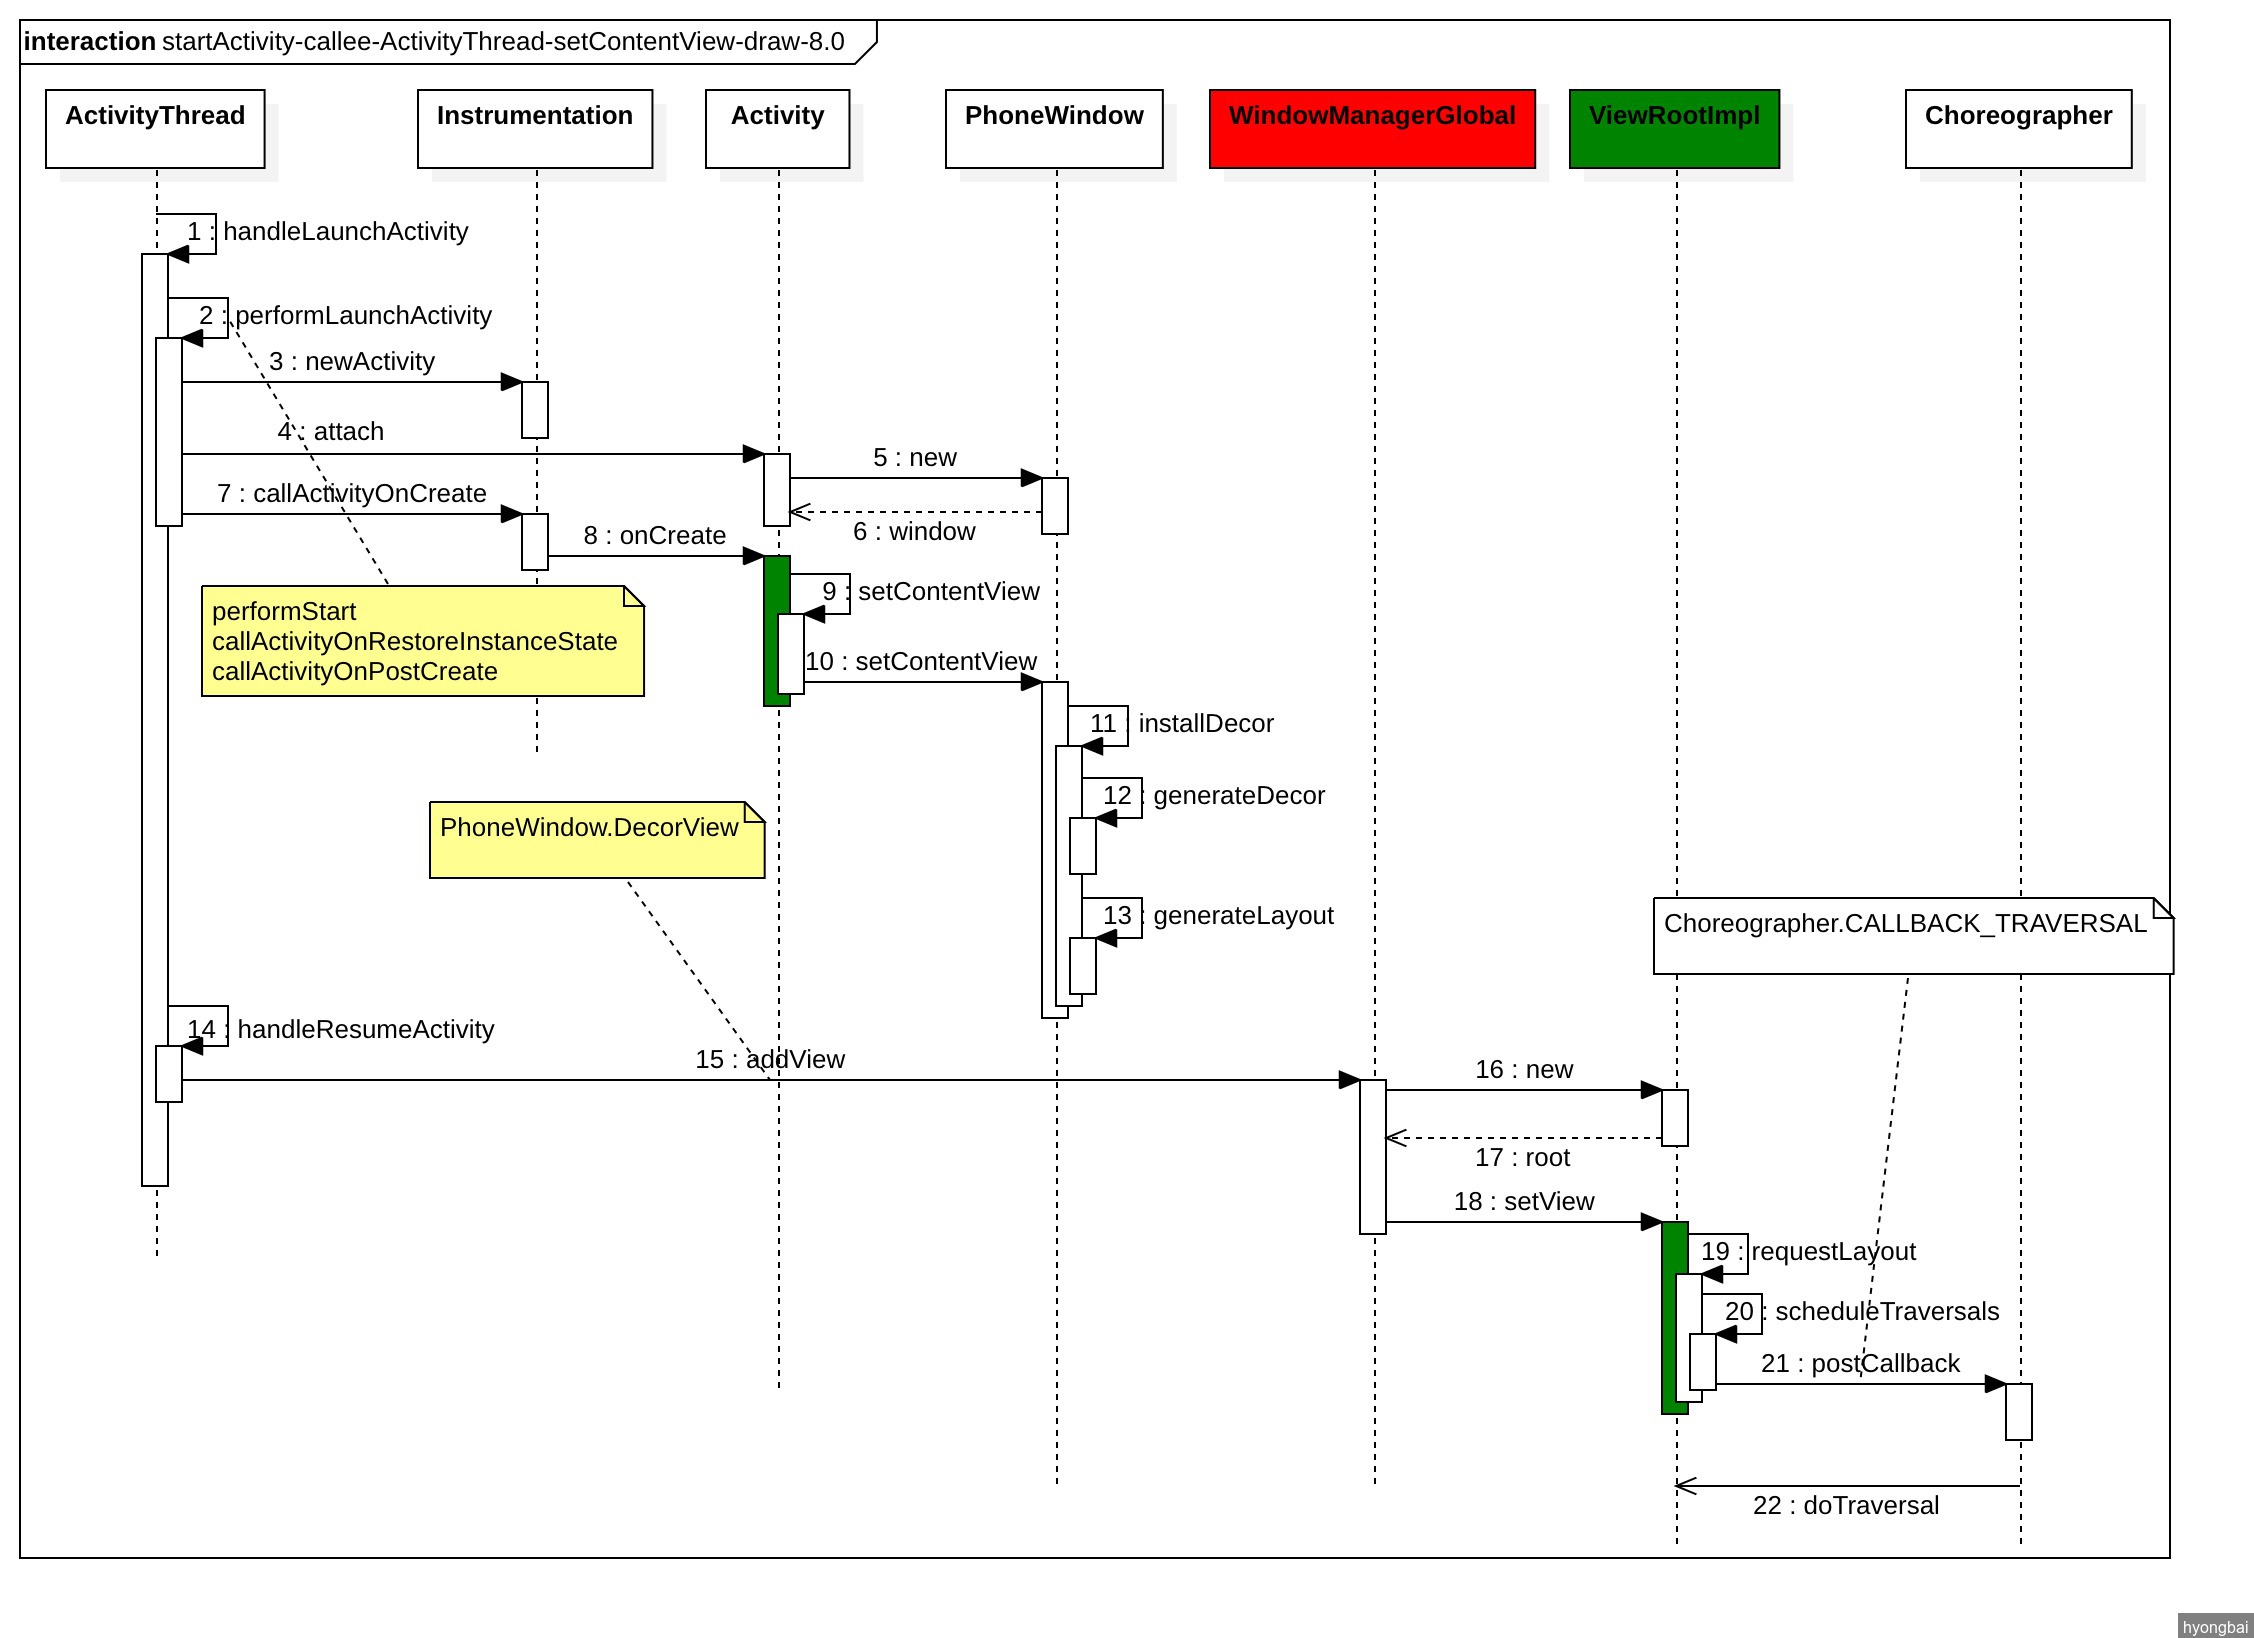 interaction startActivity-callee-ActivityThread-setContentView-draw-8.0
ActivityThread
Instrumentation
Activity
PhoneWindow
WindowManagerGlobal
ViewRootImpl
Choreographer
1 : handleLaunchActivity
2 : performLaunchActivity
3 : newActivity
4 : attach
5 : new
6 : window
7 : callActivityOnCreate
8 : onCreate
performStart
callActivityOnRestoreInstanceState
callActivityOnPostCreate
9 : setContentView
10 : setContentView
11 : installDecor
12 : generateDecor
PhoneWindow.DecorView
13 : generateLayout
Choreographer.CALLBACK_TRAVERSAL
14 : handleResumeActivity
15 : addView
16 : new
17 : root
18 : setView
19 : requestLayout
20 : scheduleTraversals
21 : postCallback
22 : doTraversal
hyongbai